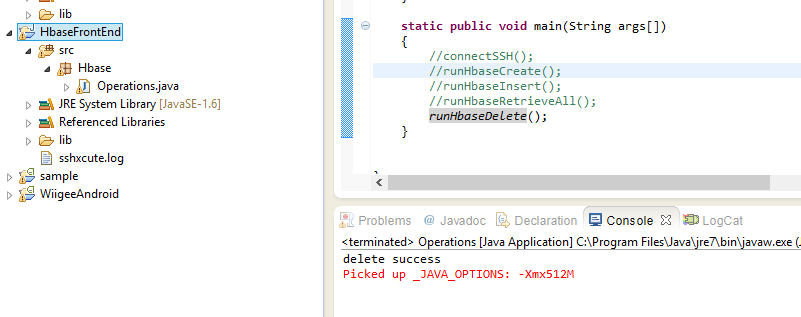 lib
HbaseFrontEnd
src
Hbase
Operations.java
JRE System Library [JavaSE-1.6]
Referenced Libraries
lib
sshxcute.log
sample
WiigeeAndroid
static public void main(String args[])
{
//connectSSH();
//runHbaseCreate();
//runHbaseInsert();
//runHbaseRetrieveAll();
runHbaseDelete();
}
Problems @ Javadoc Declaration Console LogCat
<terminated> Operations [Java Application] C:\Program Files\Java\jre7\bin\javaw.exe (
delete success
Picked up _JAVA_OPTIONS: -Xmx512M